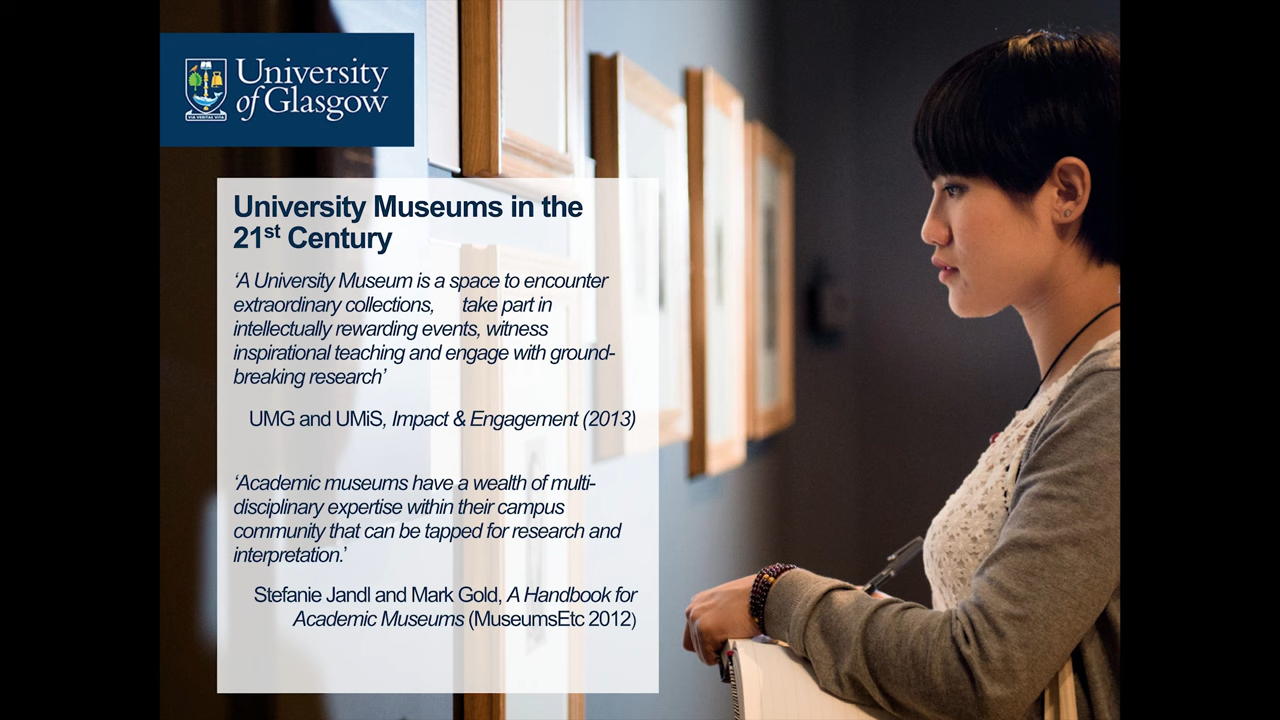 University
of Glasgow
VIA VERITAS VITA
University Museums in the
21st Century
‘A University Museum is a space to encounter
extraordinary collections, take part in
intellectually rewarding events, witness
inspirational teaching and engage with ground-
breaking research’
UMG and UMiS, Impact & Engagement (2013)
‘Academic museums have a wealth of multi-
disciplinary expertise within their campus
community that can be tapped for research and
interpretation.’
Stefanie Jandl and Mark Gold, A Handbook for
Academic Museums (MuseumsEtc 2012)